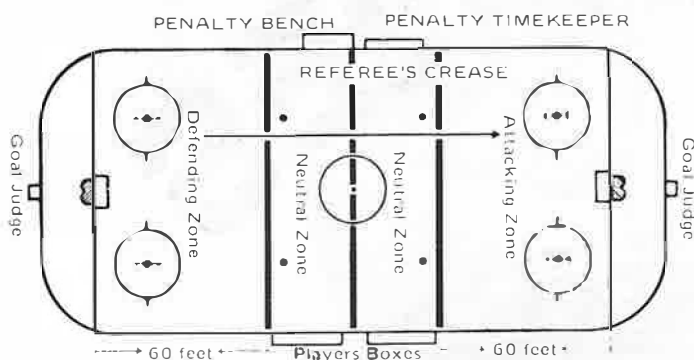 PENALTY BENCH
PENALTY TIMEKEEPER
REFEREE'S CREASE
Goal Judge
Defending Zone
Neutral Zone
Neutral Zone
Attacking Zone
Goal Judge
60 feet
Players Boxes
60 feet